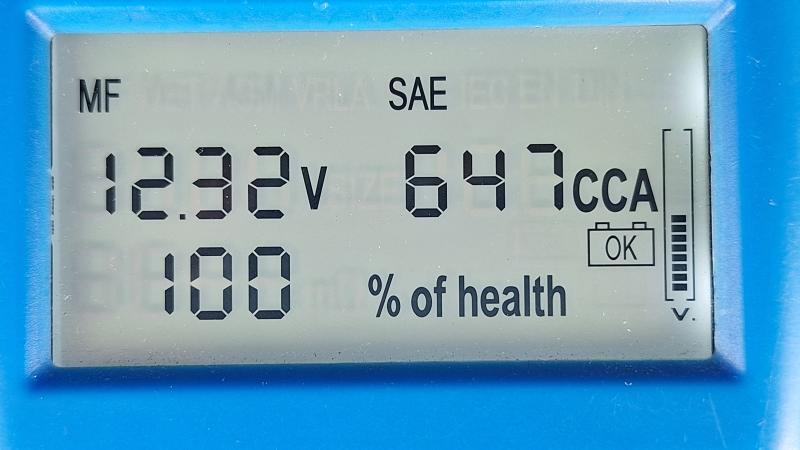 MF SAE
12.32 V 647 CCA
OK
100 % of health
V.